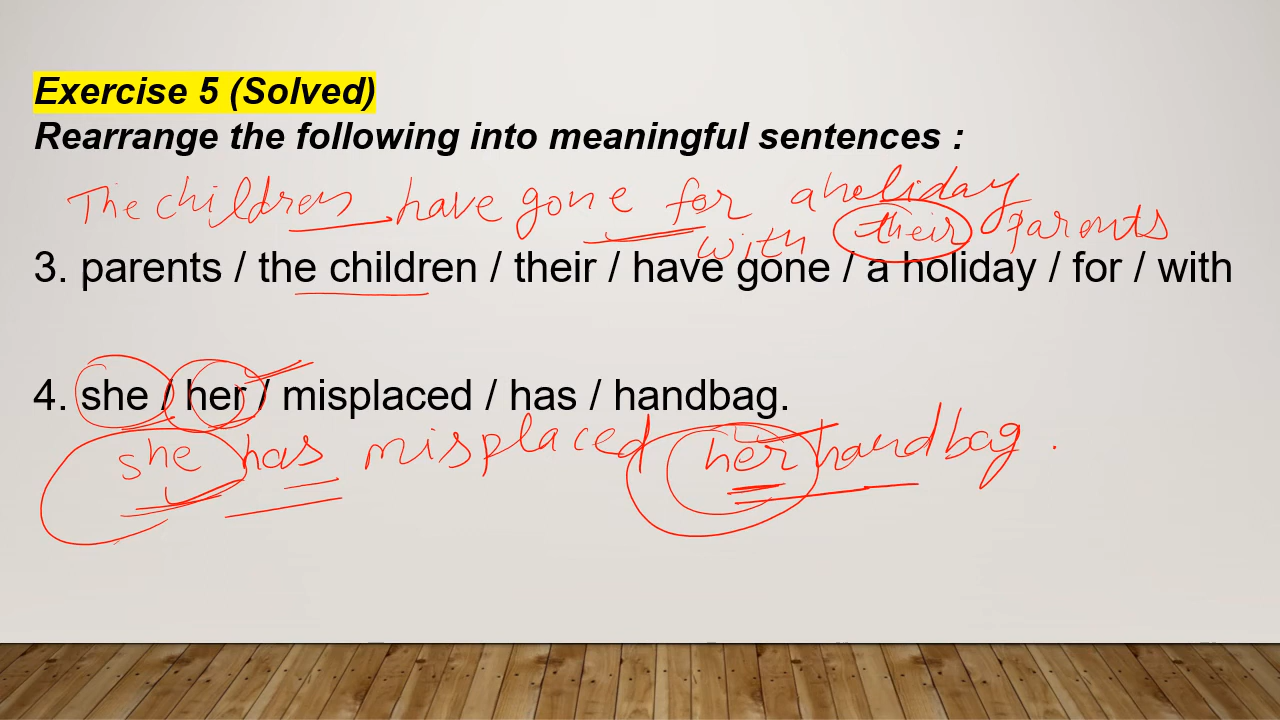 Exercise 5 (Solved)
Rearrange the following into meaningful sentences :
The children have gone for a holiday
with their parents
3. parents / the children / their / have gone / a holiday / for / with
4. she / her / misplaced / has / handbag.
she has misplaced her handbag.